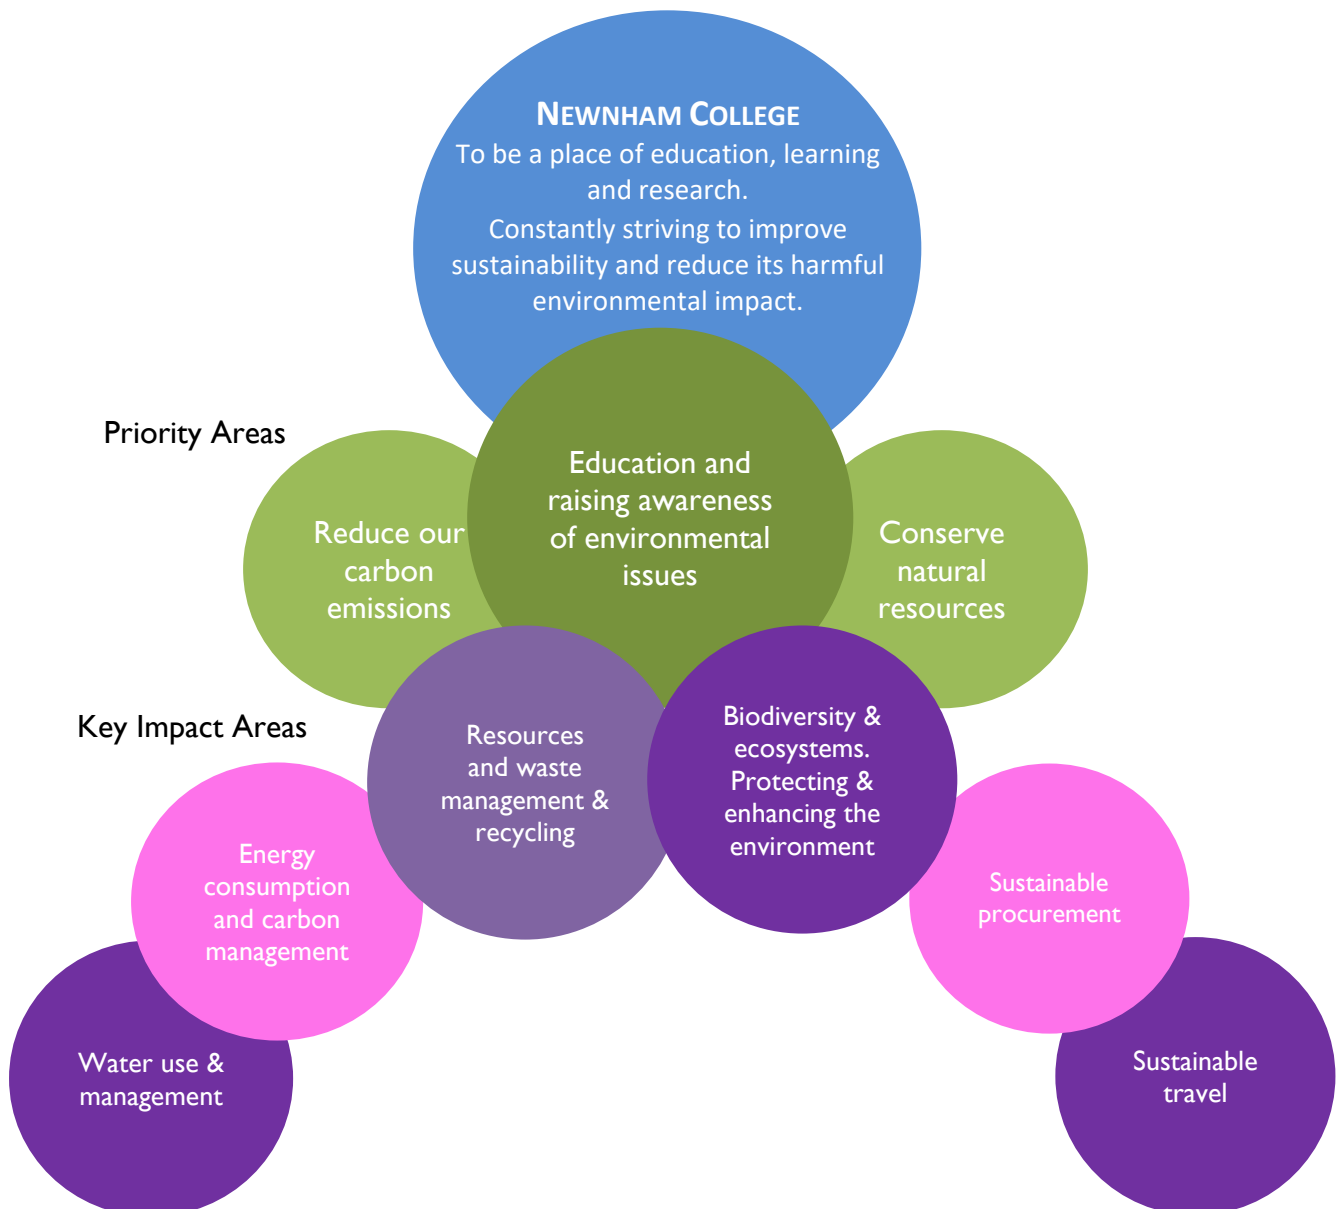 NEWNHAM COLLEGE
To be a place of education, learning
and research.
Constantly striving to improve
sustainability and reduce its harmful
environmental impact.
Priority Areas
Reduce our
carbon
emissions
Education and
raising awareness
of environmental
issues
Conserve
natural
resources
Key Impact Areas
Water use &
management
Energy
consumption
and carbon
management
Resources
and waste
management &
recycling
Biodiversity &
ecosystems.
Protecting &
enhancing the
environment
Sustainable
procurement
Sustainable
travel